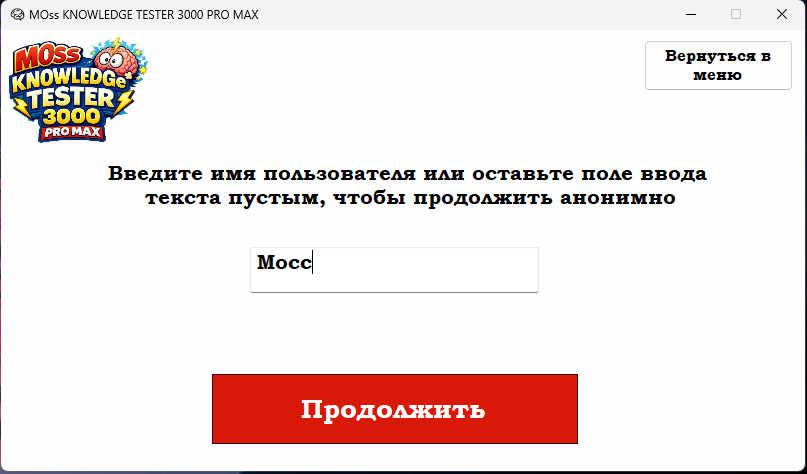 MOss KNOWLEDGE TESTER 3000 PRO MAX
MOSS
KNOWLEDGe
TESTER
3000
PRO MAX
Вернуться в
меню
Введите имя пользователя или оставьте поле ввода
текста пустым, чтобы продолжить анонимно
Мосс
Продолжить